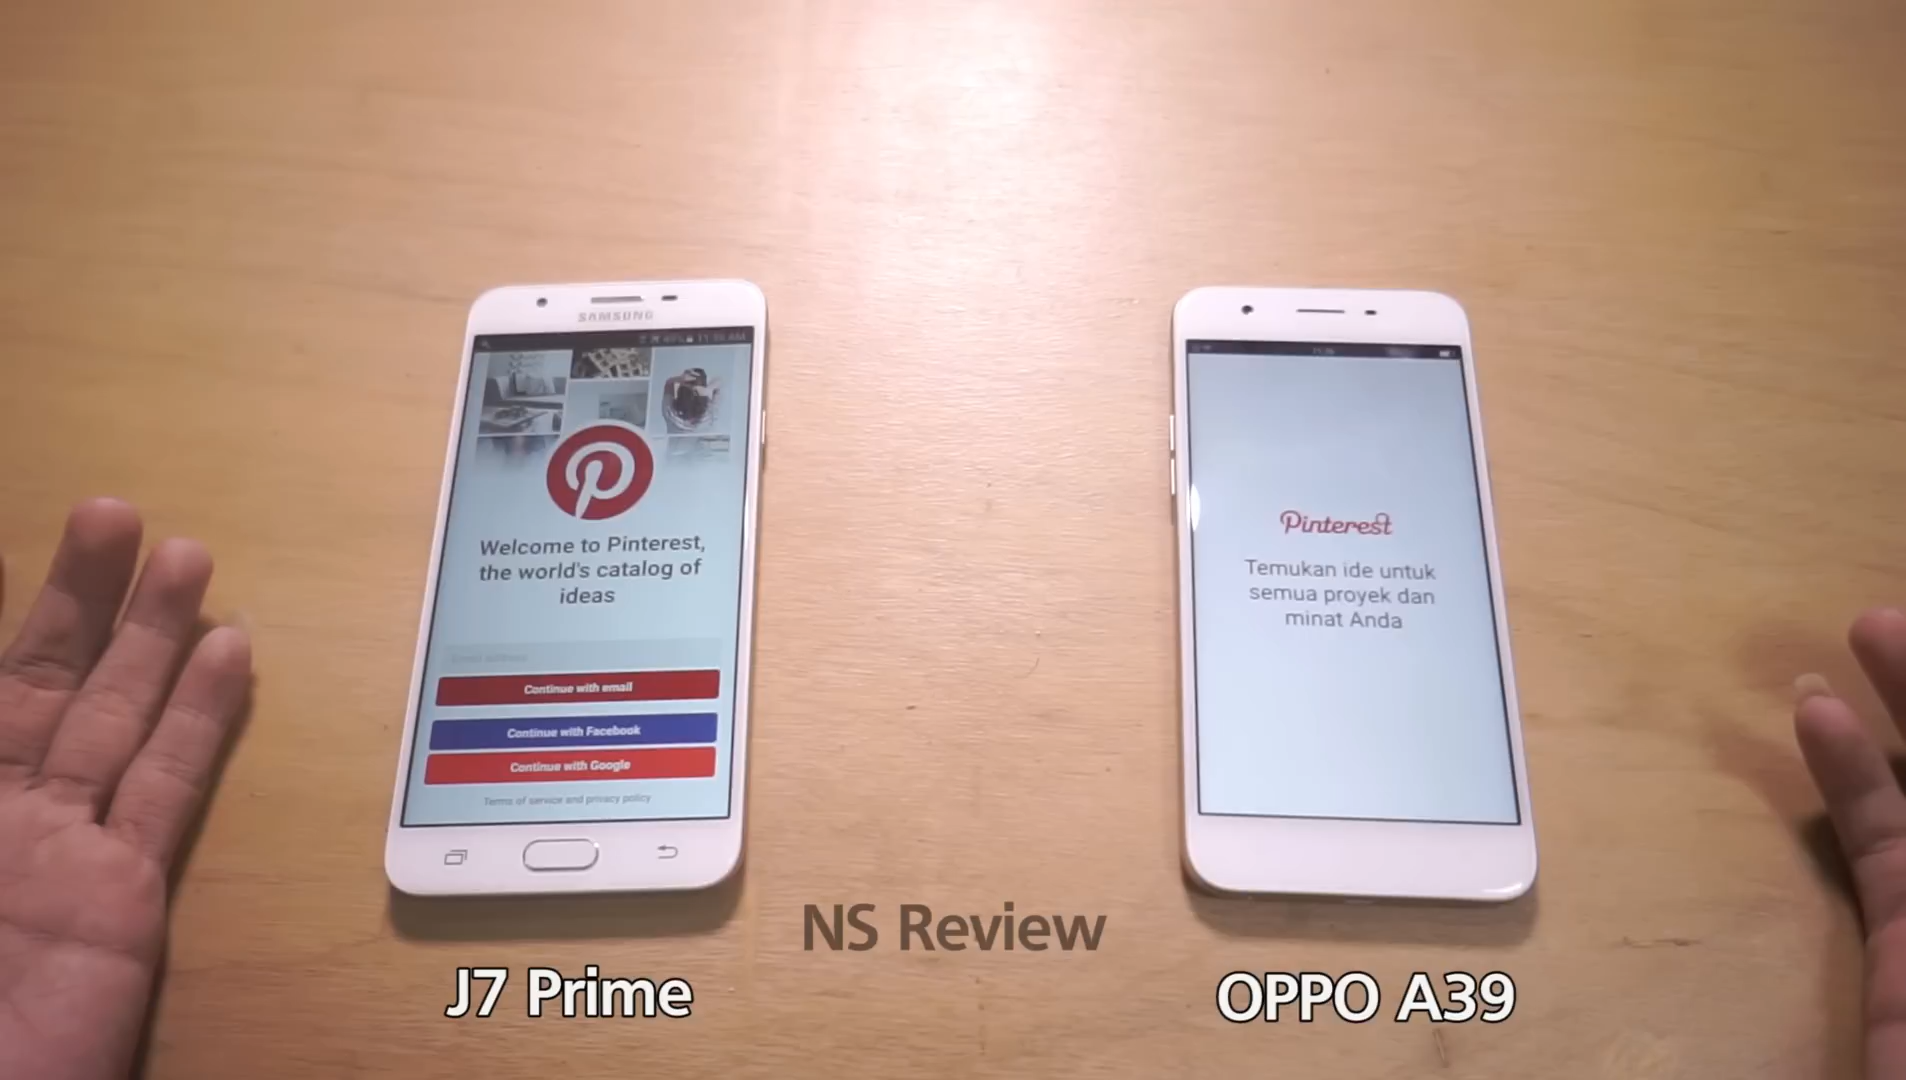 SAMSUNG
Welcome to Pinterest,
the world's catalog of
ideas
Email address
Continue with email
Continue with Facebook
Continue with Google
Terms of service and privacy policy
Pinterest
Temukan ide untuk
semua proyek dan
minat Anda
NS Review
J7 Prime
OPPO A39